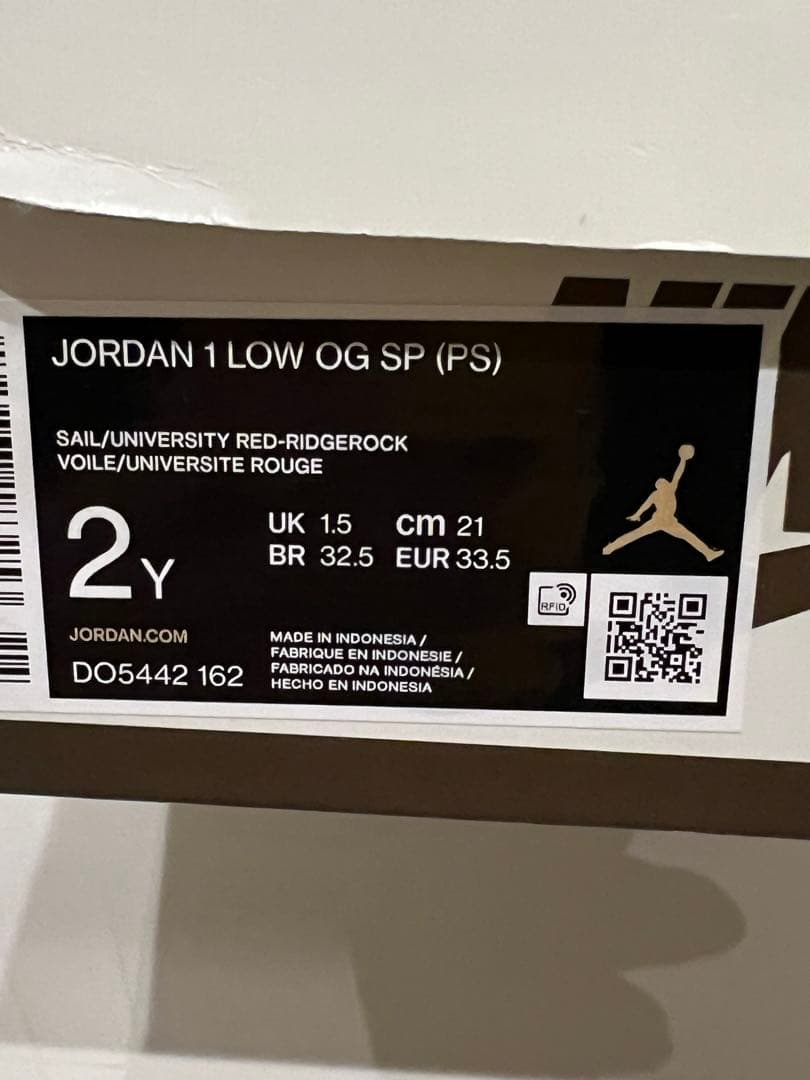 JORDAN 1 LOW OG SP (PS)
SAIL/UNIVERSITY RED-RIDGEROCK
VOILE/UNIVERSITE ROUGE
2Y
UK 1.5 cm 21
BR 32.5 EUR 33.5
JORDAN.COM
DO5442 162
MADE IN INDONESIA /
FABRIQUE EN INDONESIE /
FABRICADO NA INDONÉSIA /
HECHO EN INDONESIA
RFID